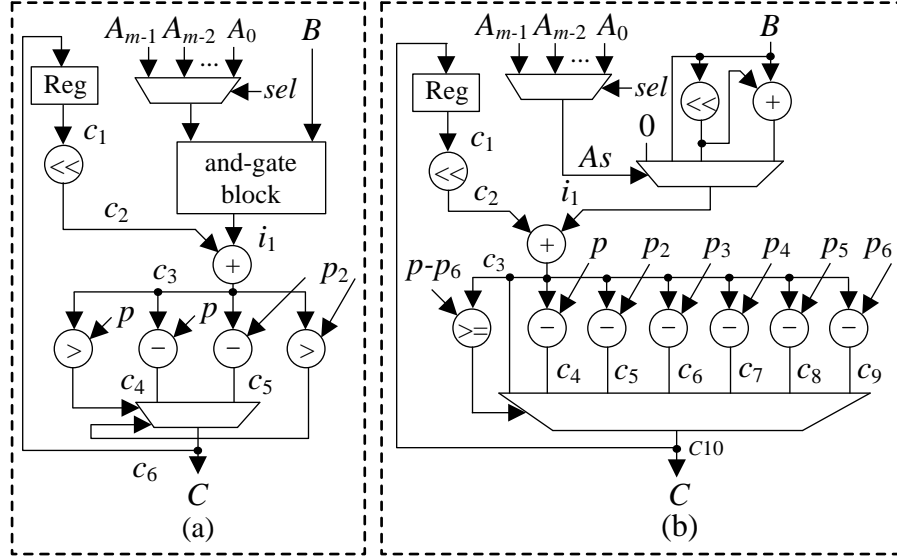 A_{m-1} A_{m-2} ... A_0 B
Reg
sel
c_1
<<
and-gate
block
c_2
i_1
+
c_3
p p p_2
> − − >
c_4 c_5
c_6
C
(a)
A_{m-1} A_{m-2} ... A_0 B
Reg
sel
<< +
c_1
0
<<
As
c_2
i_1
+
c_3
p-p_6 p p_2 p_3 p_4 p_5 p_6
>= − − − − − −
c_4 c_5 c_6 c_7 c_8 c_9
C10
C
(b)